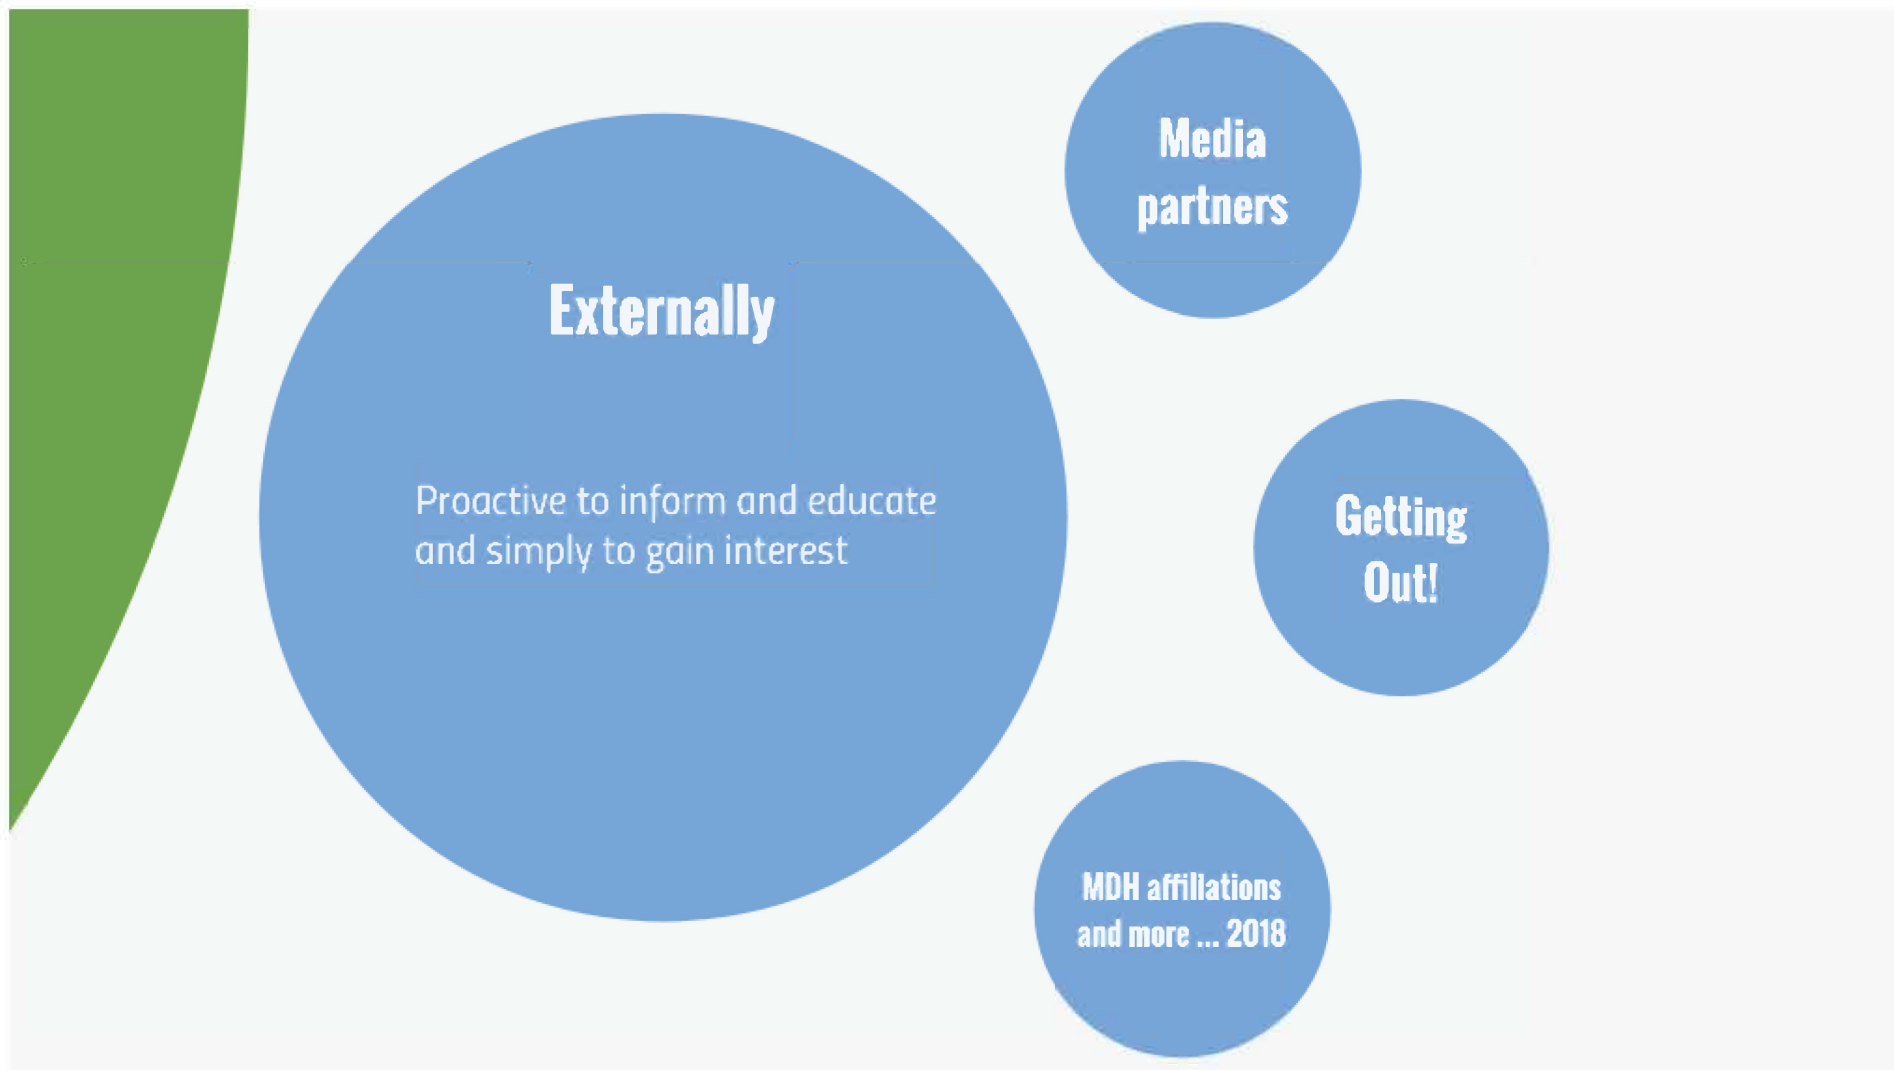 Externally
Proactive to inform and educate
and simply to gain interest
Media
partners
Getting
Out!
MDH affiliations
and more ... 2018